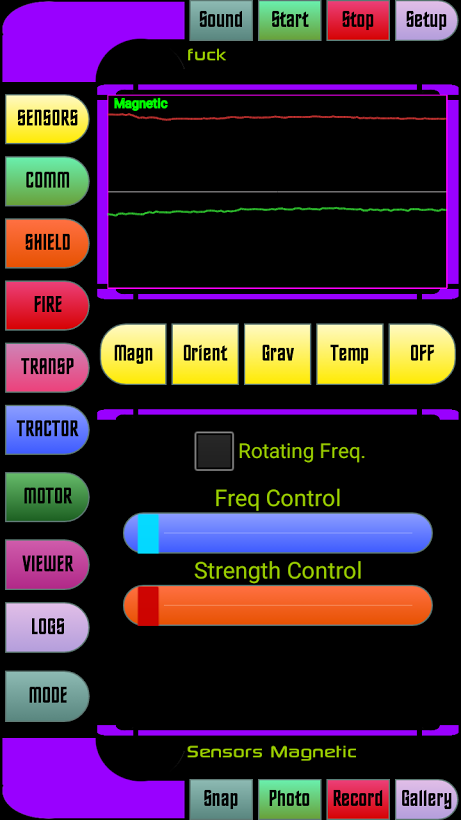 Sound Start Stop Setup
fuck
Magnetic
SENSORS
COMM
SHIELD
FIRE
TRANSP
TRACTOR
MOTOR
VIEWER
LOGS
MODE
Magn Orient Grav Temp OFF
Rotating Freq.
Freq Control
Strength Control
Sensors Magnetic
Snap Photo Record Gallery